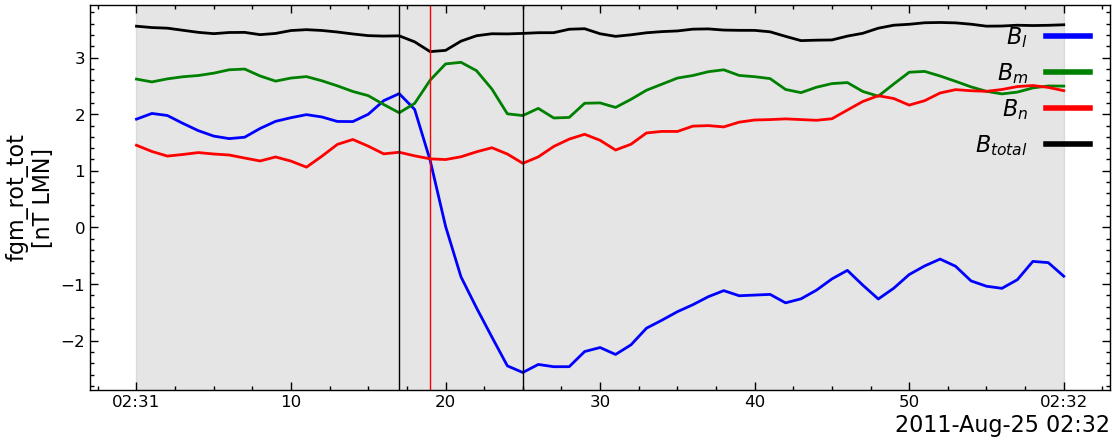 fgm_rot_tot
[nT LMN]
3
2
1
0
−1
−2
B_l
B_m
B_n
B_total
02:31 10 20 30 40 50 02:32
2011-Aug-25 02:32